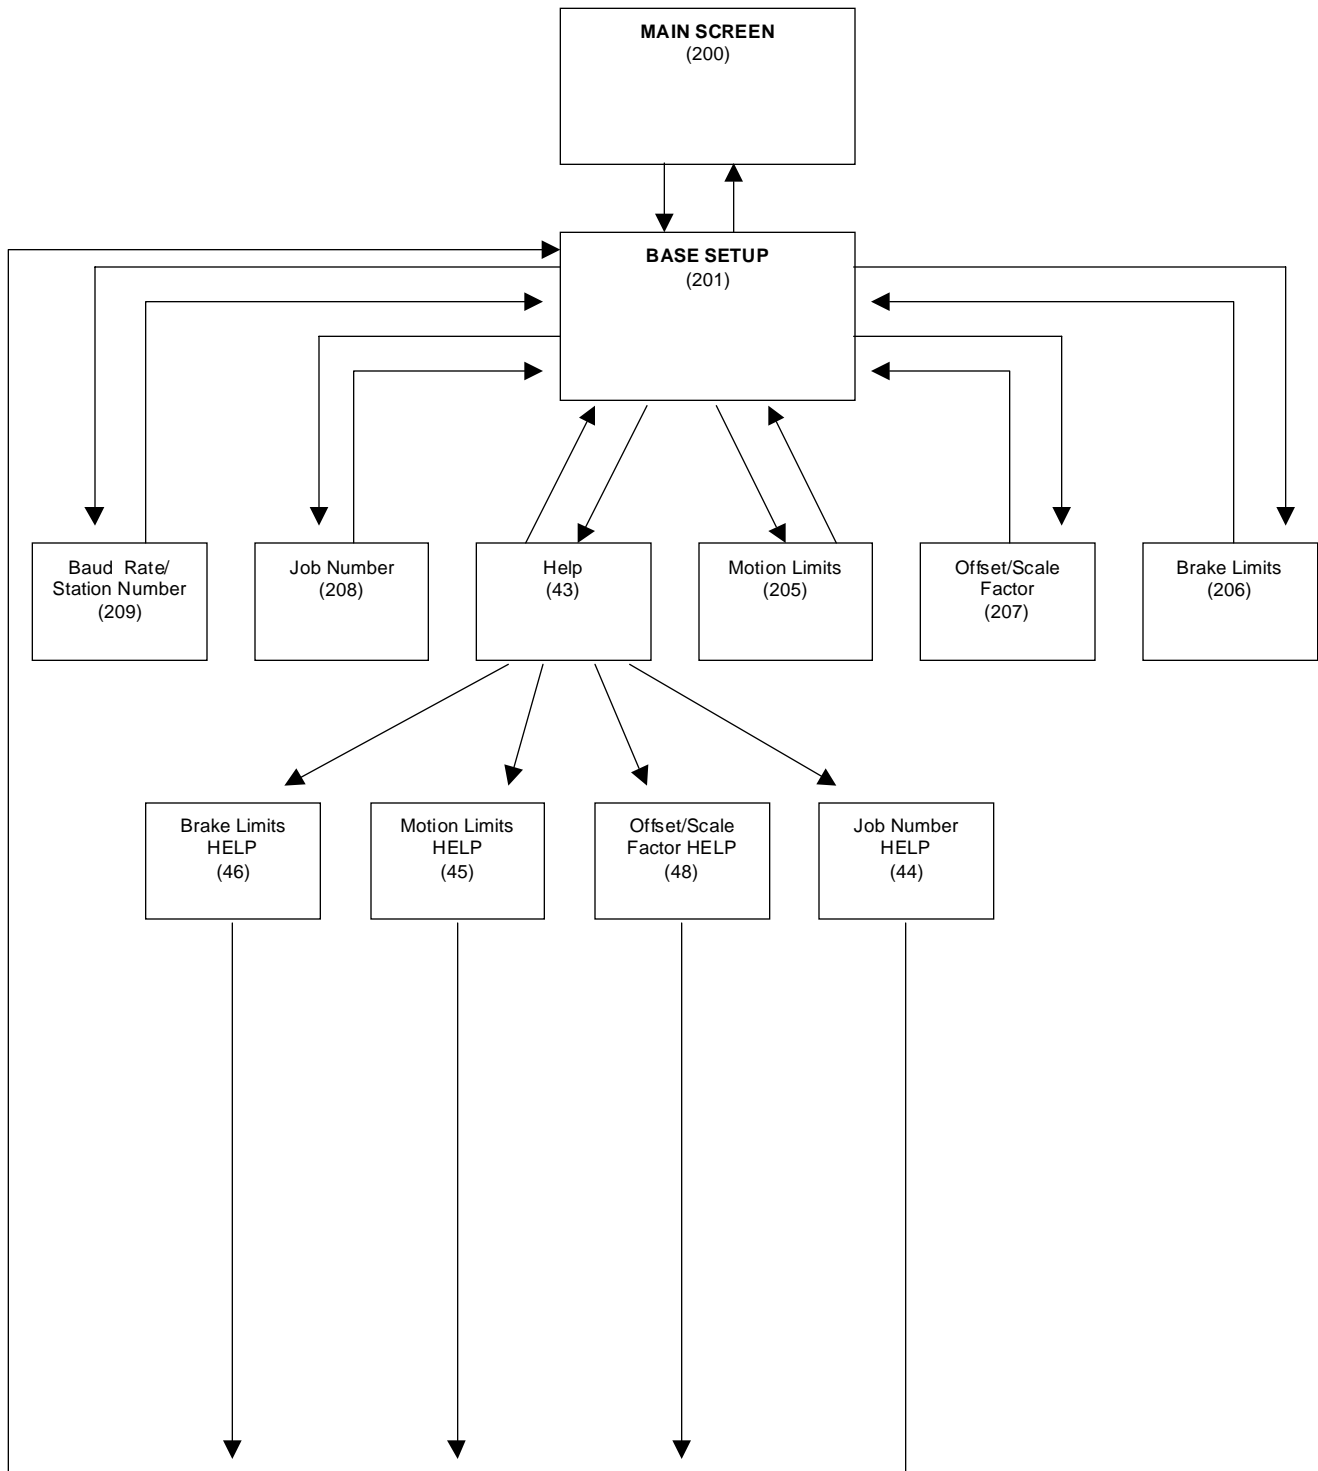 MAIN SCREEN
(200)
BASE SETUP
(201)
Baud Rate/
Station Number
(209)
Job Number
(208)
Help
(43)
Motion Limits
(205)
Offset/Scale
Factor
(207)
Brake Limits
(206)
Brake Limits
HELP
(46)
Motion Limits
HELP
(45)
Offset/Scale
Factor HELP
(48)
Job Number
HELP
(44)